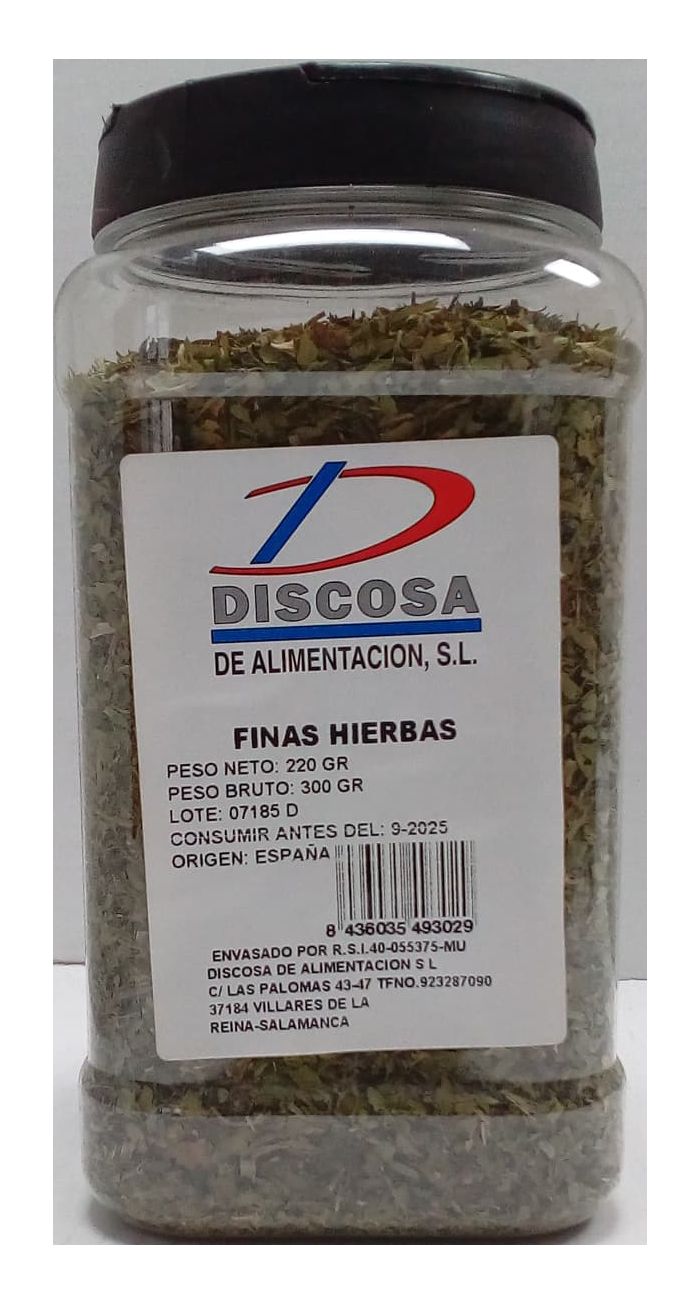 DISCOSA
DE ALIMENTACION, S.L.
FINAS HIERBAS
PESO NETO: 220 GR
PESO BRUTO: 300 GR
LOTE: 07185 D
CONSUMIR ANTES DEL: 9-2025
ORIGEN: ESPAÑA
8 436035 493029
ENVASADO POR R.S.I.40-055375-MU
DISCOSA DE ALIMENTACION S L
C/ LAS PALOMAS 43-47 TFNO.923287090
37184 VILLARES DE LA
REINA-SALAMANCA